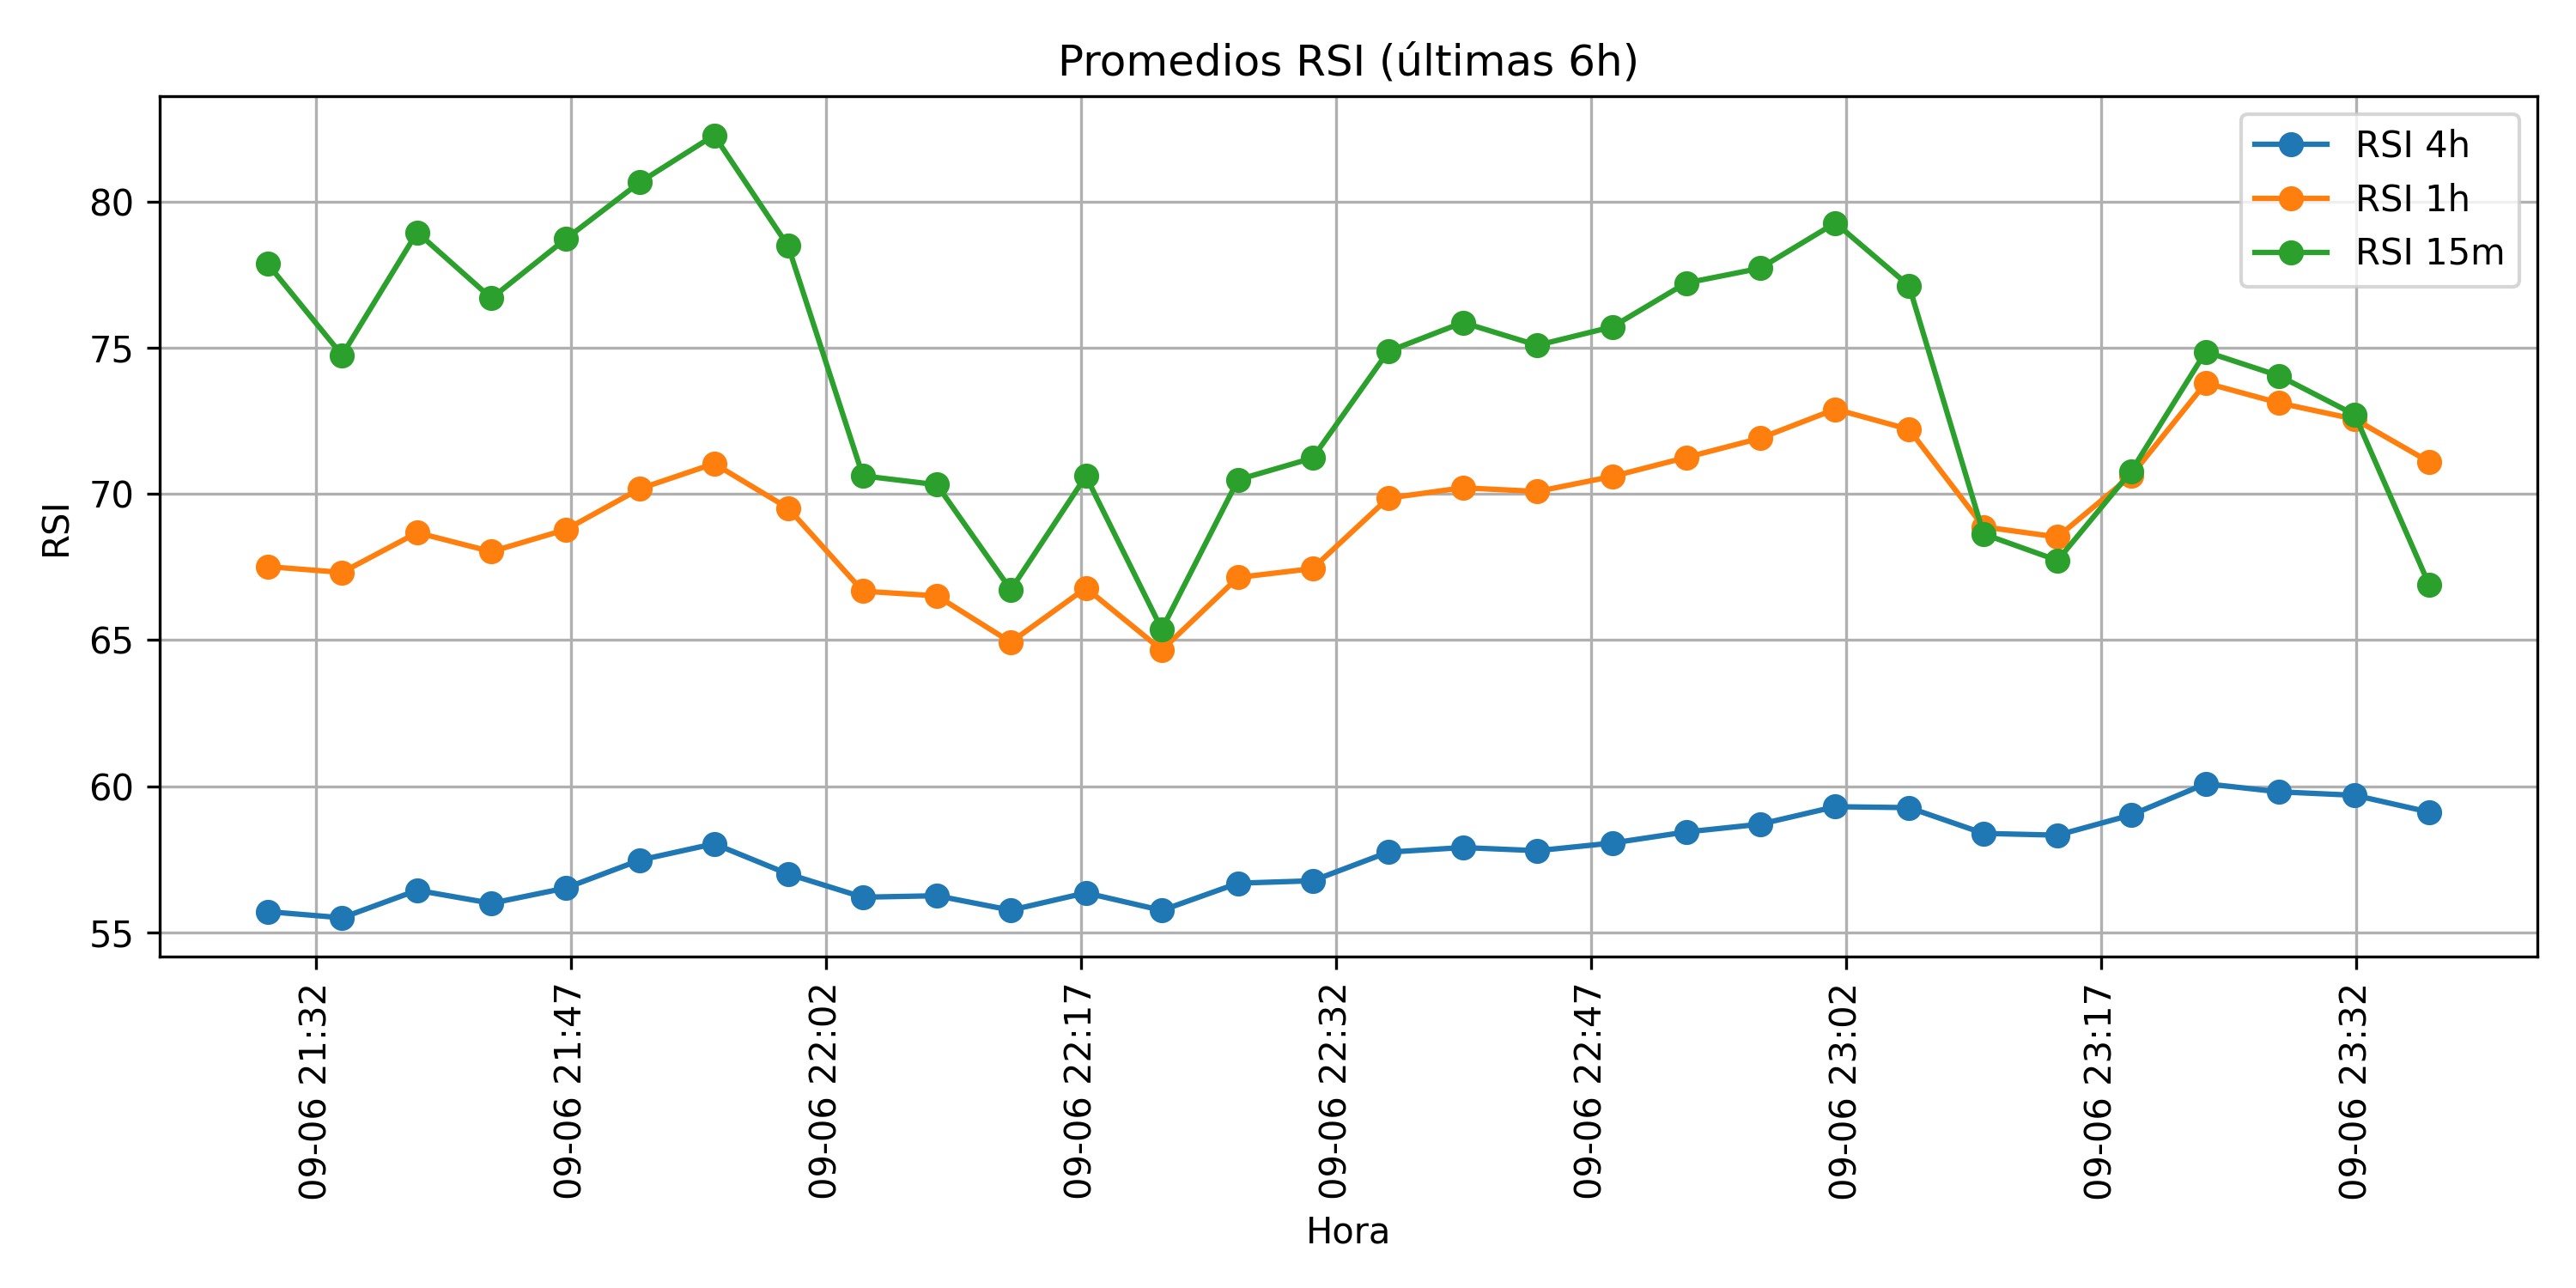 Promedios RSI (últimas 6h)
RSI 4h
RSI 1h
RSI 15m
80
75
70
65
60
55
RSI
09-06 21:32
09-06 21:47
09-06 22:02
09-06 22:17
09-06 22:32
09-06 22:47
09-06 23:02
09-06 23:17
09-06 23:32
Hora